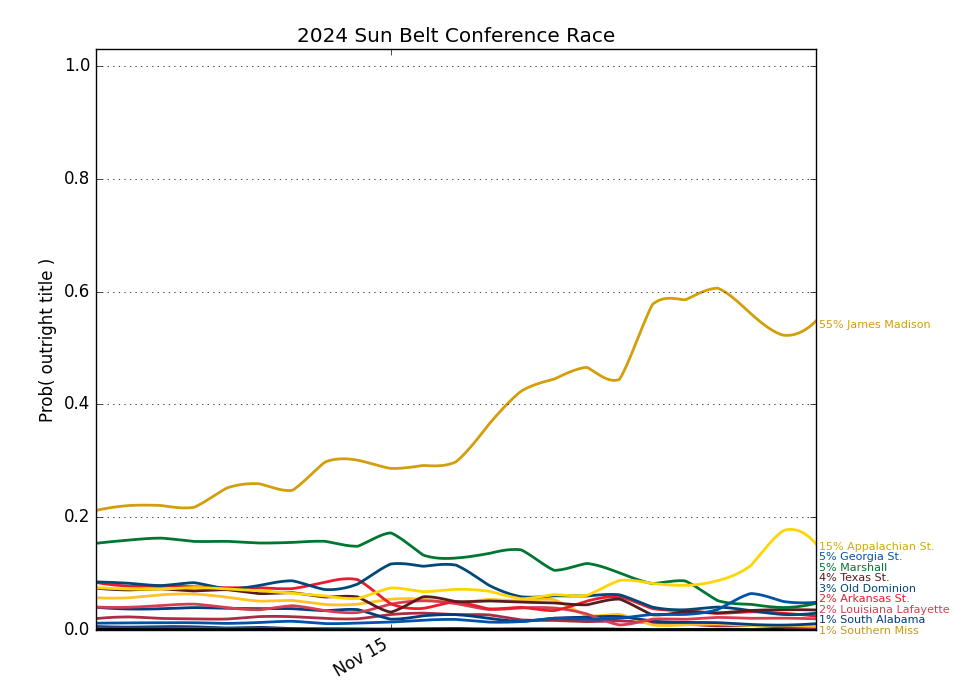 2024 Sun Belt Conference Race
1.0
0.8
0.6
0.4
0.2
0.0
Prob( outright title )
Nov 15
55% James Madison
15% Appalachian St.
5% Georgia St.
5% Marshall
4% Texas St.
3% Old Dominion
2% Arkansas St.
2% Louisiana Lafayette
1% South Alabama
1% Southern Miss